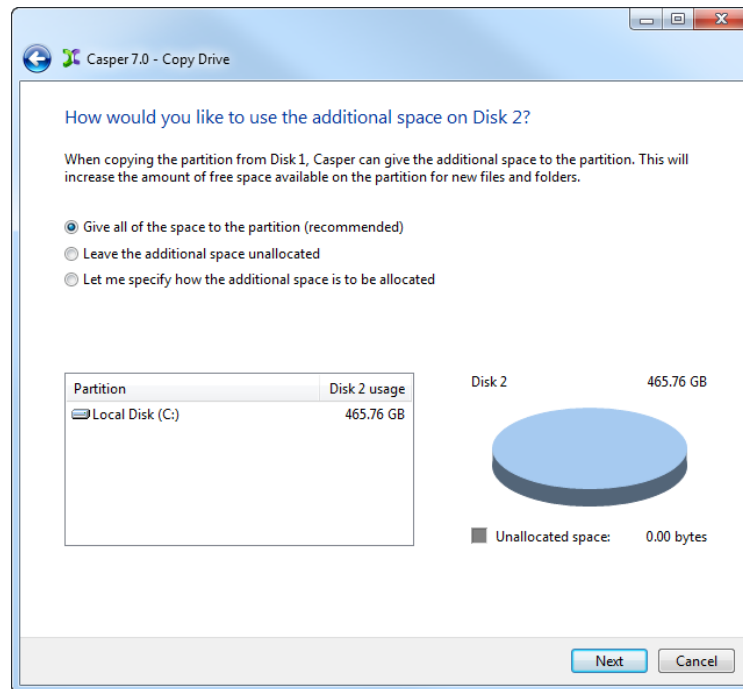 Casper 7.0 - Copy Drive
How would you like to use the additional space on Disk 2?
When copying the partition from Disk 1, Casper can give the additional space to the partition. This will
increase the amount of free space available on the partition for new files and folders.
Give all of the space to the partition (recommended)
Leave the additional space unallocated
Let me specify how the additional space is to be allocated
Partition Disk 2 usage
Local Disk (C:) 465.76 GB
Disk 2 465.76 GB
Unallocated space: 0.00 bytes
Next Cancel